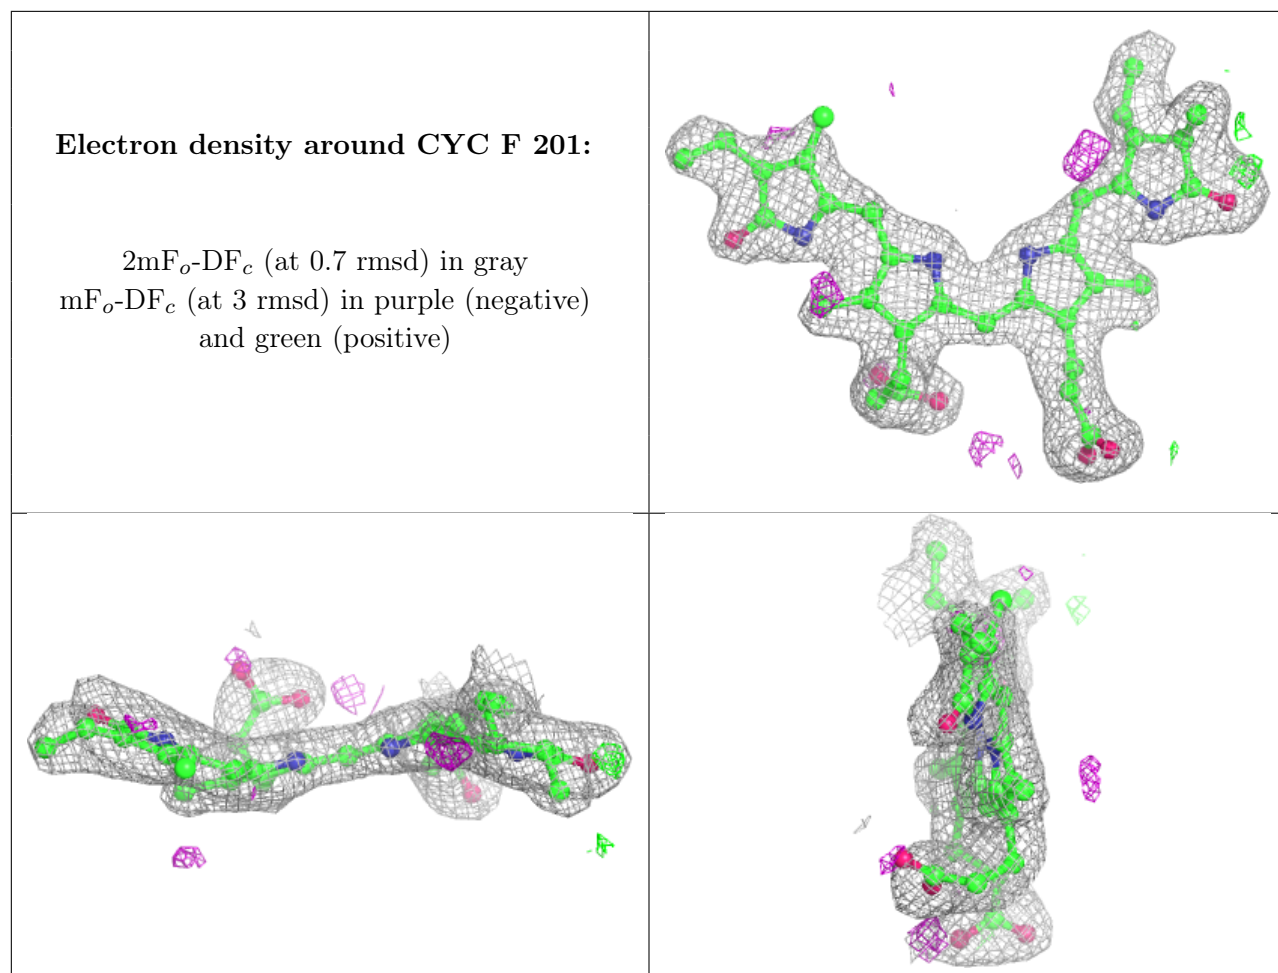 Electron density around CYC F 201:
2mFo-DFc (at 0.7 rmsd) in gray
mFo-DFc (at 3 rmsd) in purple (negative)
and green (positive)